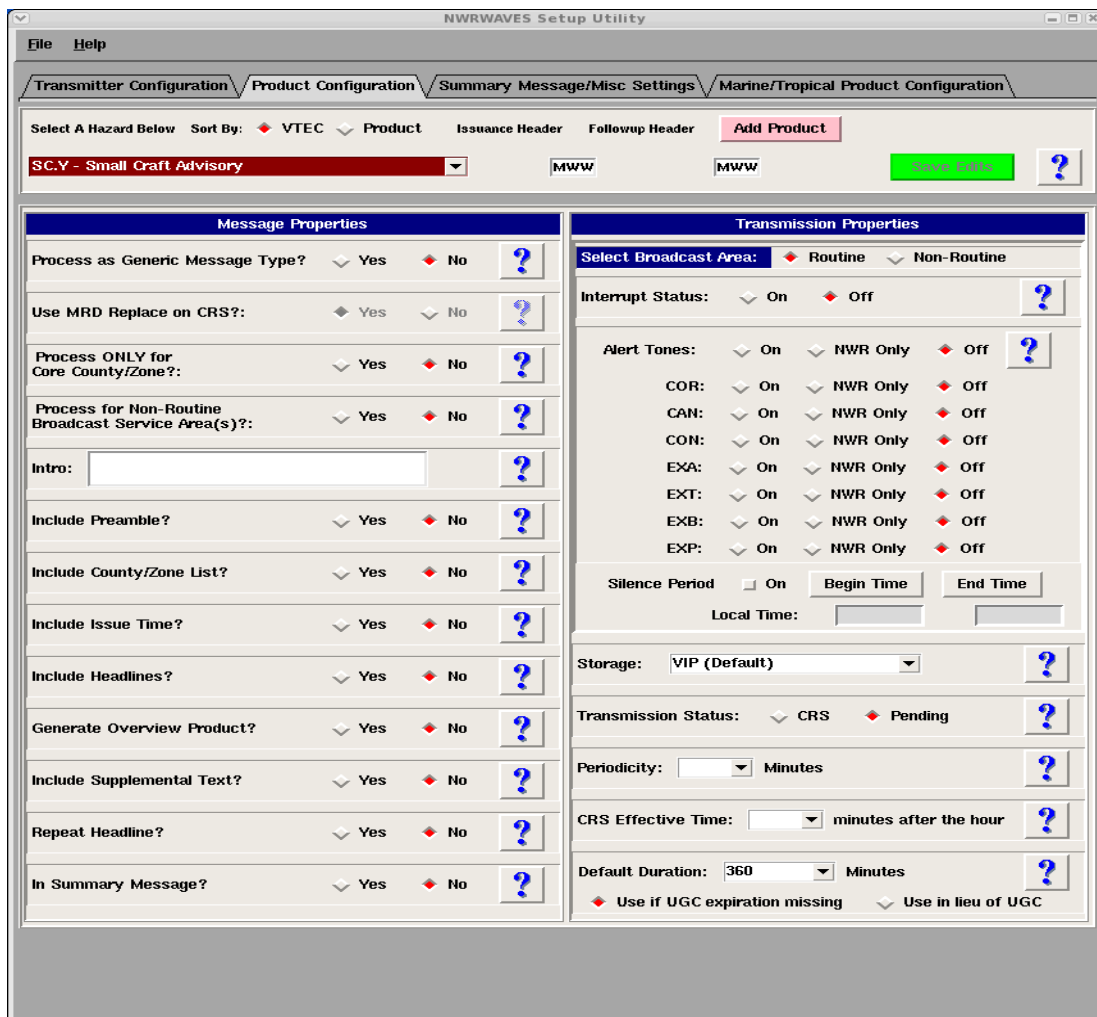 NWRWAVES Setup Utility
File Help
Transmitter Configuration Product Configuration Summary Message/Misc Settings Marine/Tropical Product Configuration
Select A Hazard Below Sort By: VTEC Product Issuance Header Followup Header Add Product
SC.Y - Small Craft Advisory MWW MWW Save Edits ?
Message Properties
Process as Generic Message Type? Yes No ?
Use MRD Replace on CRS?: Yes No ?
Process ONLY for
Core County/Zone?: Yes No ?
Process for Non-Routine
Broadcast Service Area(s)?: Yes No ?
Intro: ?
Include Preamble? Yes No ?
Include County/Zone List? Yes No ?
Include Issue Time? Yes No ?
Include Headlines? Yes No ?
Generate Overview Product? Yes No ?
Include Supplemental Text? Yes No ?
Repeat Headline? Yes No ?
In Summary Message? Yes No ?
Transmission Properties
Select Broadcast Area: Routine Non-Routine
Interrupt Status: On Off ?
Alert Tones: On NWR Only Off ?
COR: On NWR Only Off
CAN: On NWR Only Off
CON: On NWR Only Off
EXA: On NWR Only Off
EXT: On NWR Only Off
EXB: On NWR Only Off
EXP: On NWR Only Off
Silence Period On Begin Time End Time
Local Time:
Storage: VIP (Default) ?
Transmission Status: CRS Pending ?
Periodicity: Minutes ?
CRS Effective Time: minutes after the hour ?
Default Duration: 360 Minutes ?
Use if UGC expiration missing Use in lieu of UGC